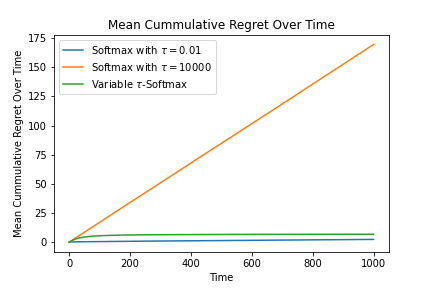 Mean Cummulative Regret Over Time
Softmax with τ = 0.01
Softmax with τ = 10000
Variable τ-Softmax
Mean Cummulative Regret Over Time
175
150
125
100
75
50
25
0
0 200 400 600 800 1000
Time